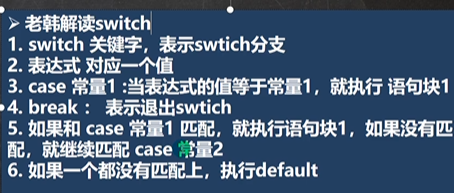 ➢ 老韩解读switch
1. switch 关键字，表示swtich分支
2. 表达式 对应一个值
3. case 常量1 :当表达式的值等于常量1，就执行 语句块1
4. break ： 表示退出swtich
5. 如果和 case 常量1 匹配，就执行语句块1，如果没有匹
配，就继续匹配 case 常量2
6. 如果一个都没有匹配上，执行default